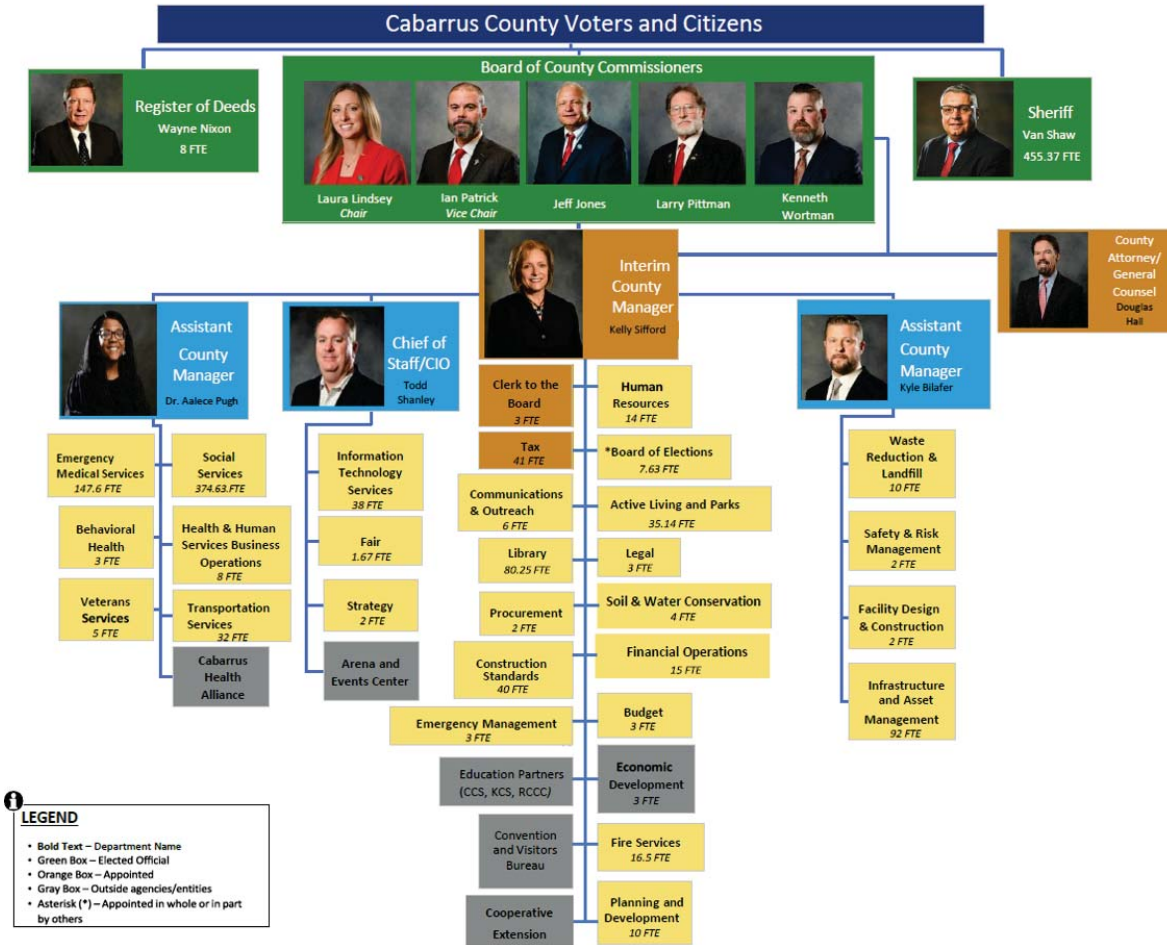 Cabarrus County Voters and Citizens
Register of Deeds
Wayne Nixon
8 FTE
Board of County Commissioners
Laura Lindsey
Chair
Ian Patrick
Vice Chair
Jeff Jones
Larry Pittman
Kenneth
Wortman
Sheriff
Van Shaw
455.37 FTE
Interim
County
Manager
Kelly Sifford
County
Attorney/
General
Counsel
Douglas
Hall
Assistant
County
Manager
Dr. Aalece Pugh
Chief of
Staff/CIO
Todd
Shanley
Assistant
County
Manager
Kyle Bilafer
Emergency
Medical Services
147.6 FTE
Social
Services
374.63.FTE
Behavioral
Health
3 FTE
Health & Human
Services Business
Operations
8 FTE
Veterans
Services
5 FTE
Transportation
Services
32 FTE
Cabarrus
Health
Alliance
Information
Technology
Services
38 FTE
Fair
1.67 FTE
Strategy
2 FTE
Arena and
Events Center
Clerk to the
Board
3 FTE
Human
Resources
14 FTE
Tax
41 FTE
*Board of Elections
7.63 FTE
Communications
& Outreach
6 FTE
Active Living and Parks
35.14 FTE
Library
80.25 FTE
Legal
3 FTE
Procurement
2 FTE
Soil & Water Conservation
4 FTE
Construction
Standards
40 FTE
Financial Operations
15 FTE
Emergency Management
3 FTE
Budget
3 FTE
Education Partners
(CCS, KCS, RCCC)
Economic
Development
3 FTE
Convention
and Visitors
Bureau
Fire Services
16.5 FTE
Cooperative
Extension
Planning and
Development
10 FTE
Waste
Reduction &
Landfill
10 FTE
Safety & Risk
Management
2 FTE
Facility Design
& Construction
2 FTE
Infrastructure
and Asset
Management
92 FTE
LEGEND
• Bold Text – Department Name
• Green Box – Elected Official
• Orange Box – Appointed
• Gray Box – Outside agencies/entities
• Asterisk (*) – Appointed in whole or in part
by others